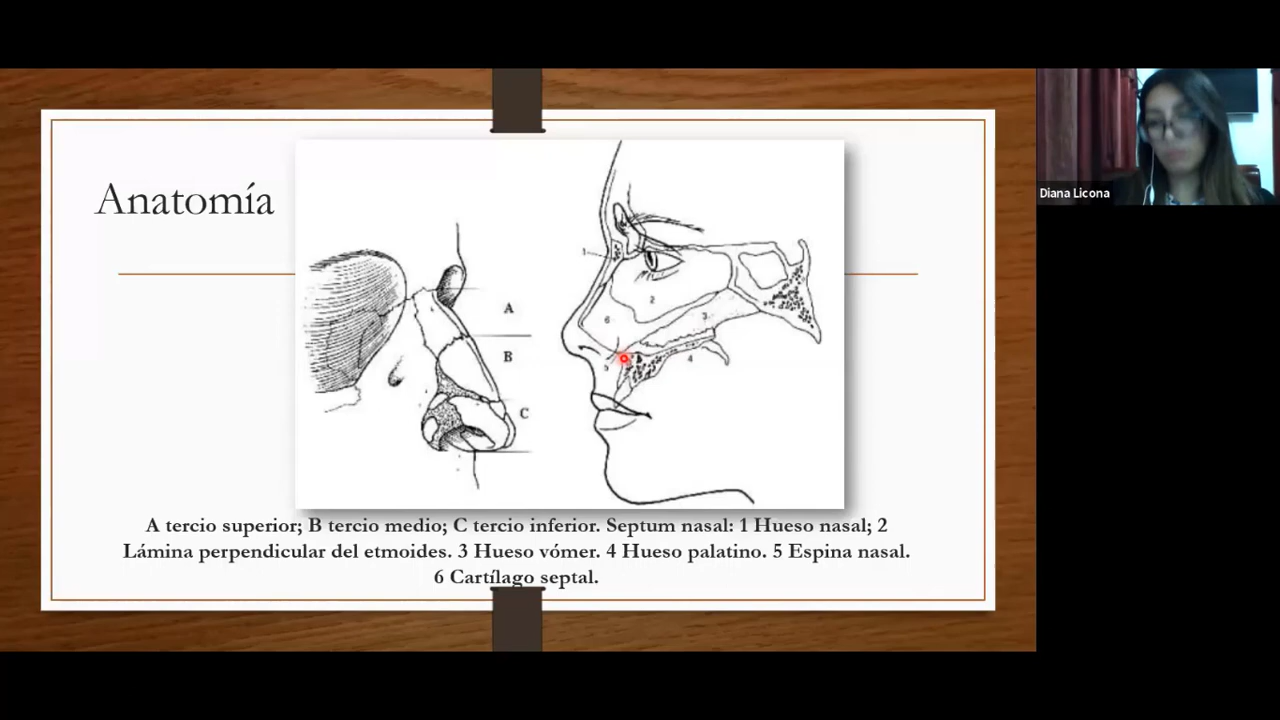 Anatomía
A
B
C
1
2
3
4
5
6
A tercio superior; B tercio medio; C tercio inferior. Septum nasal: 1 Hueso nasal; 2
Lámina perpendicular del etmoides. 3 Hueso vómer. 4 Hueso palatino. 5 Espina nasal.
6 Cartílago septal.
Diana Licona